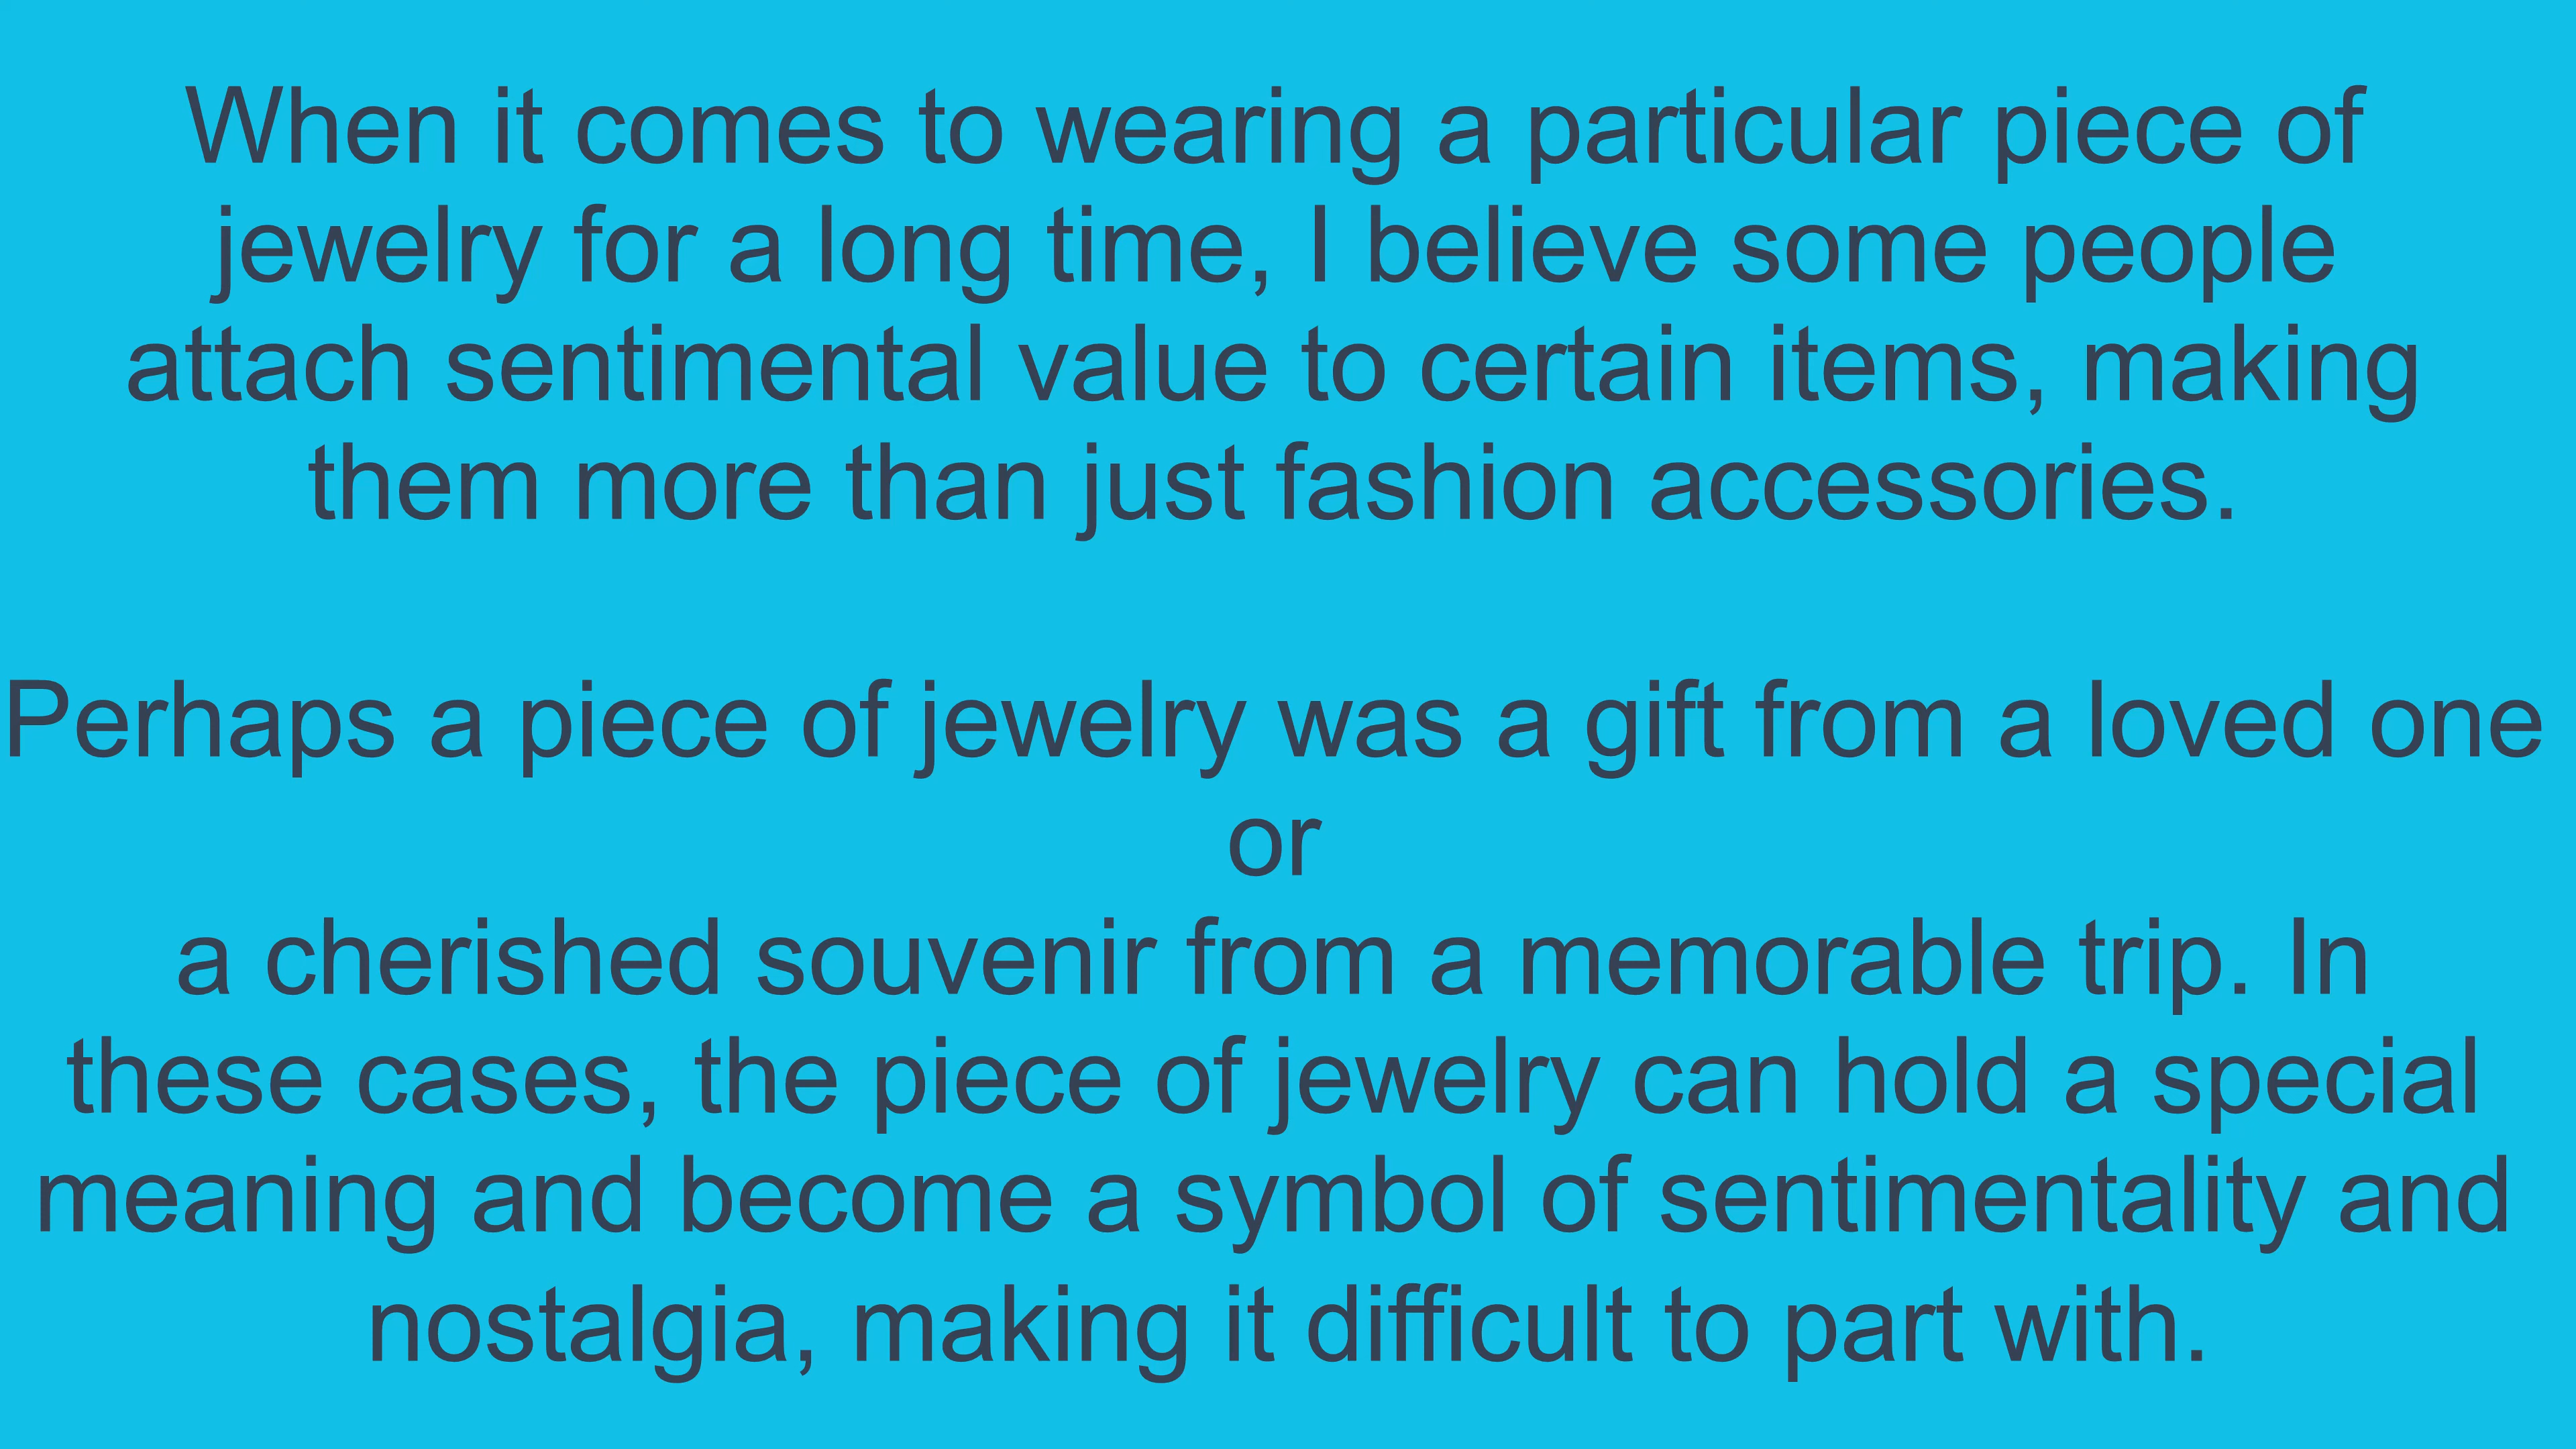 When it comes to wearing a particular piece of
jewelry for a long time, I believe some people
attach sentimental value to certain items, making
them more than just fashion accessories.
Perhaps a piece of jewelry was a gift from a loved one
or
a cherished souvenir from a memorable trip. In
these cases, the piece of jewelry can hold a special
meaning and become a symbol of sentimentality and
nostalgia, making it difficult to part with.